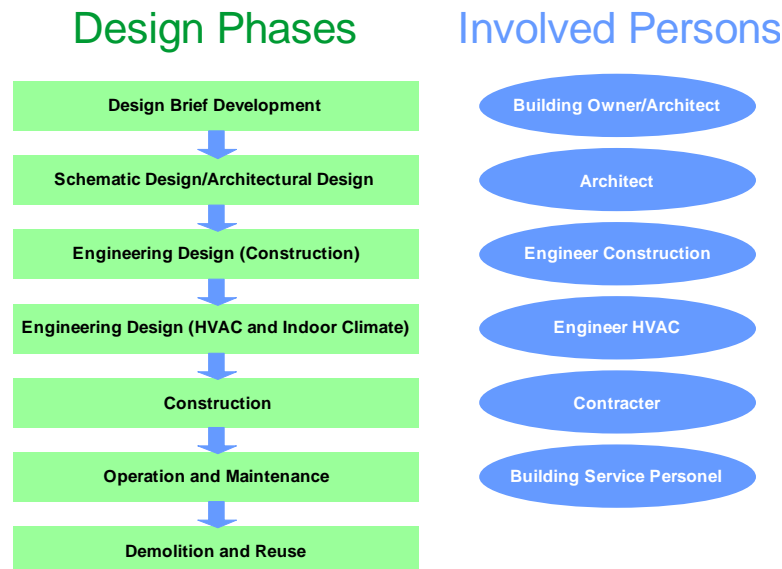 Design Phases
Involved Persons
Design Brief Development
Building Owner/Architect
Schematic Design/Architectural Design
Architect
Engineering Design (Construction)
Engineer Construction
Engineering Design (HVAC and Indoor Climate)
Engineer HVAC
Construction
Contracter
Operation and Maintenance
Building Service Personel
Demolition and Reuse